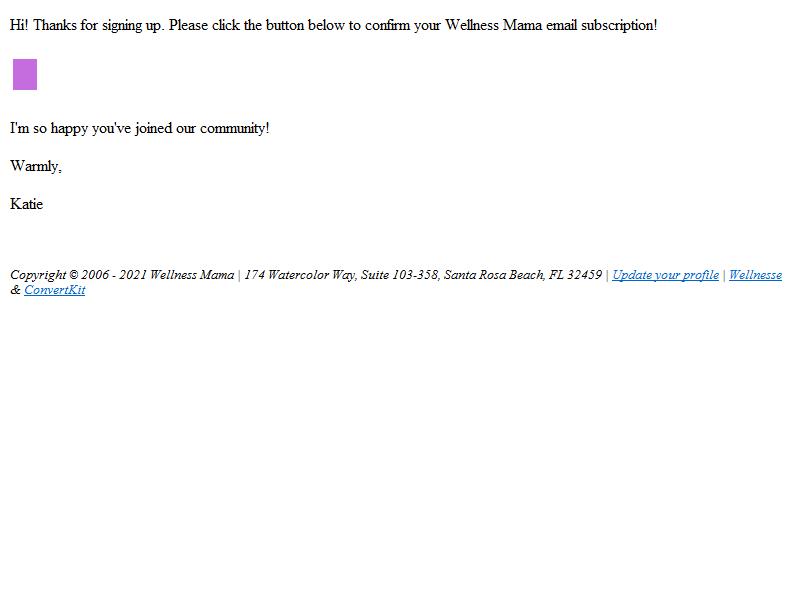 Hi! Thanks for signing up. Please click the button below to confirm your Wellness Mama email subscription!
I'm so happy you've joined our community!
Warmly,
Katie
Copyright © 2006 - 2021 Wellness Mama | 174 Watercolor Way, Suite 103-358, Santa Rosa Beach, FL 32459 | Update your profile | Wellnesse
& ConvertKit